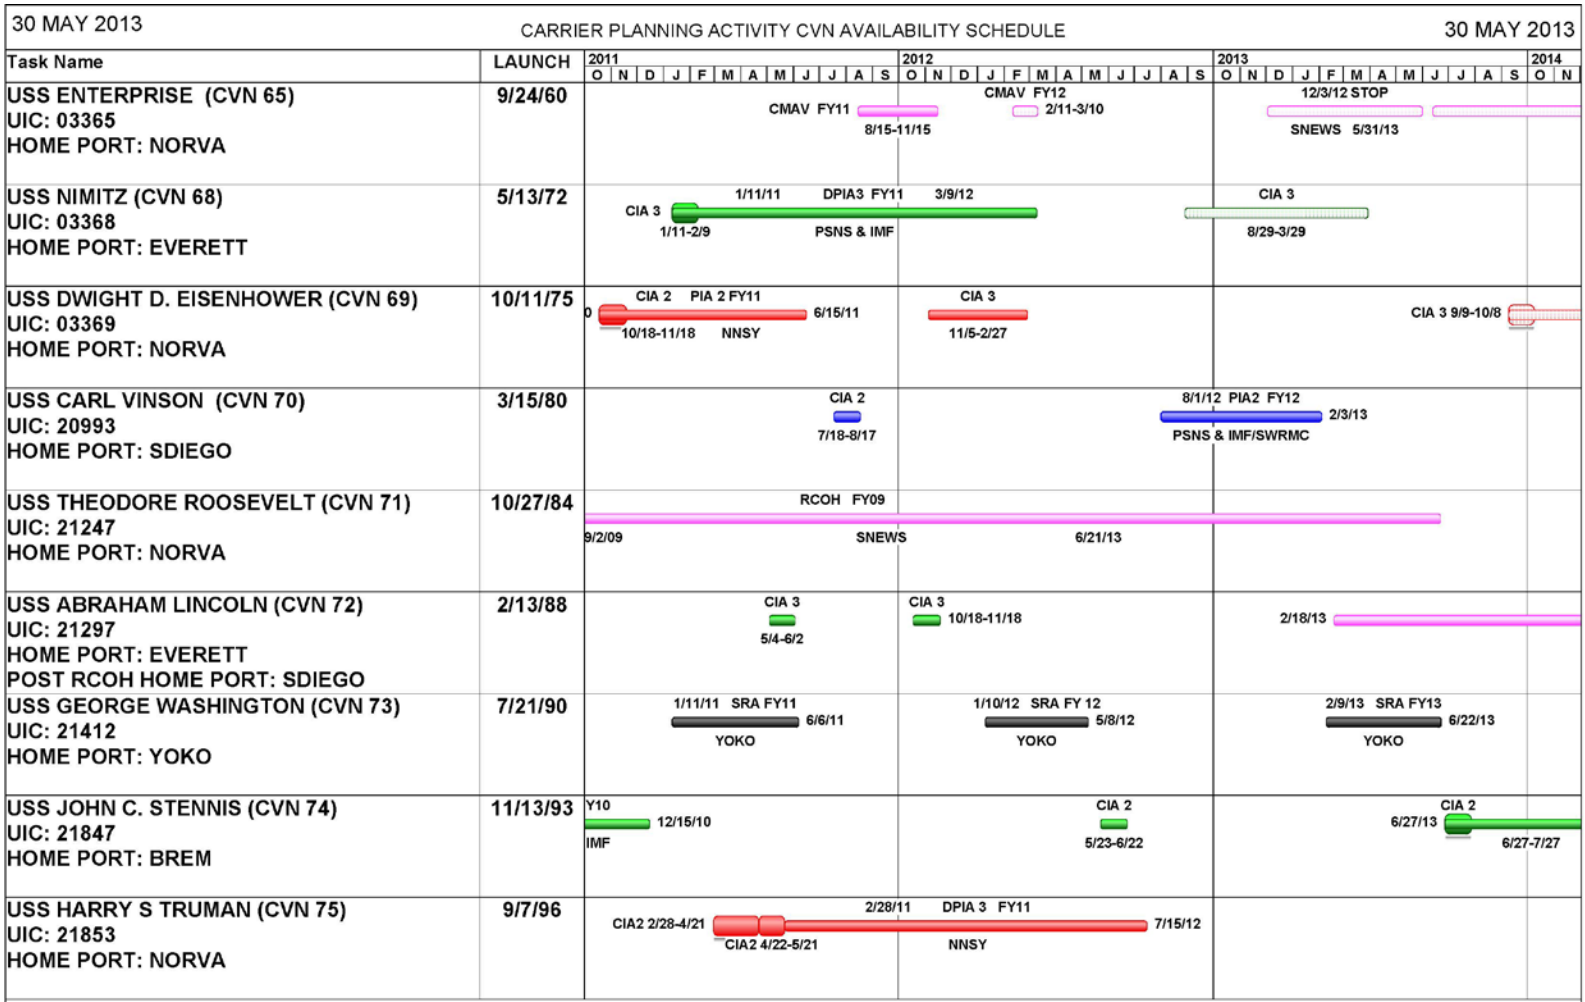 30 MAY 2013
CARRIER PLANNING ACTIVITY CVN AVAILABILITY SCHEDULE
30 MAY 2013
Task Name
LAUNCH
2011
2012
2013
2014
O N D J F M A M J J A S O N D J F M A M J J A S O N D J F M A M J J A S O N
USS ENTERPRISE (CVN 65)
UIC: 03365
HOME PORT: NORVA
9/24/60
CMAV FY11
8/15-11/15
CMAV FY12
2/11-3/10
12/3/12 STOP
SNEWS 5/31/13
USS NIMITZ (CVN 68)
UIC: 03368
HOME PORT: EVERETT
5/13/72
CIA 3
1/11-2/9
1/11/11 DPIA3 FY11 3/9/12
PSNS & IMF
CIA 3
8/29-3/29
USS DWIGHT D. EISENHOWER (CVN 69)
UIC: 03369
HOME PORT: NORVA
10/11/75
0
CIA 2 PIA 2 FY11
6/15/11
10/18-11/18 NNSY
CIA 3
11/5-2/27
CIA 3 9/9-10/8
USS CARL VINSON (CVN 70)
UIC: 20993
HOME PORT: SDIEGO
3/15/80
CIA 2
7/18-8/17
8/1/12 PIA2 FY12
2/3/13
PSNS & IMF/SWRMC
USS THEODORE ROOSEVELT (CVN 71)
UIC: 21247
HOME PORT: NORVA
10/27/84
RCOH FY09
9/2/09
SNEWS
6/21/13
USS ABRAHAM LINCOLN (CVN 72)
UIC: 21297
HOME PORT: EVERETT
POST RCOH HOME PORT: SDIEGO
2/13/88
CIA 3
5/4-6/2
CIA 3
10/18-11/18
2/18/13
USS GEORGE WASHINGTON (CVN 73)
UIC: 21412
HOME PORT: YOKO
7/21/90
1/11/11 SRA FY11
6/6/11
YOKO
1/10/12 SRA FY 12
5/8/12
YOKO
2/9/13 SRA FY13
6/22/13
YOKO
USS JOHN C. STENNIS (CVN 74)
UIC: 21847
HOME PORT: BREM
11/13/93
Y10
12/15/10
IMF
CIA 2
5/23-6/22
CIA 2
6/27/13
6/27-7/27
USS HARRY S TRUMAN (CVN 75)
UIC: 21853
HOME PORT: NORVA
9/7/96
CIA2 2/28-4/21
CIA2 4/22-5/21
2/28/11 DPIA 3 FY11
7/15/12
NNSY